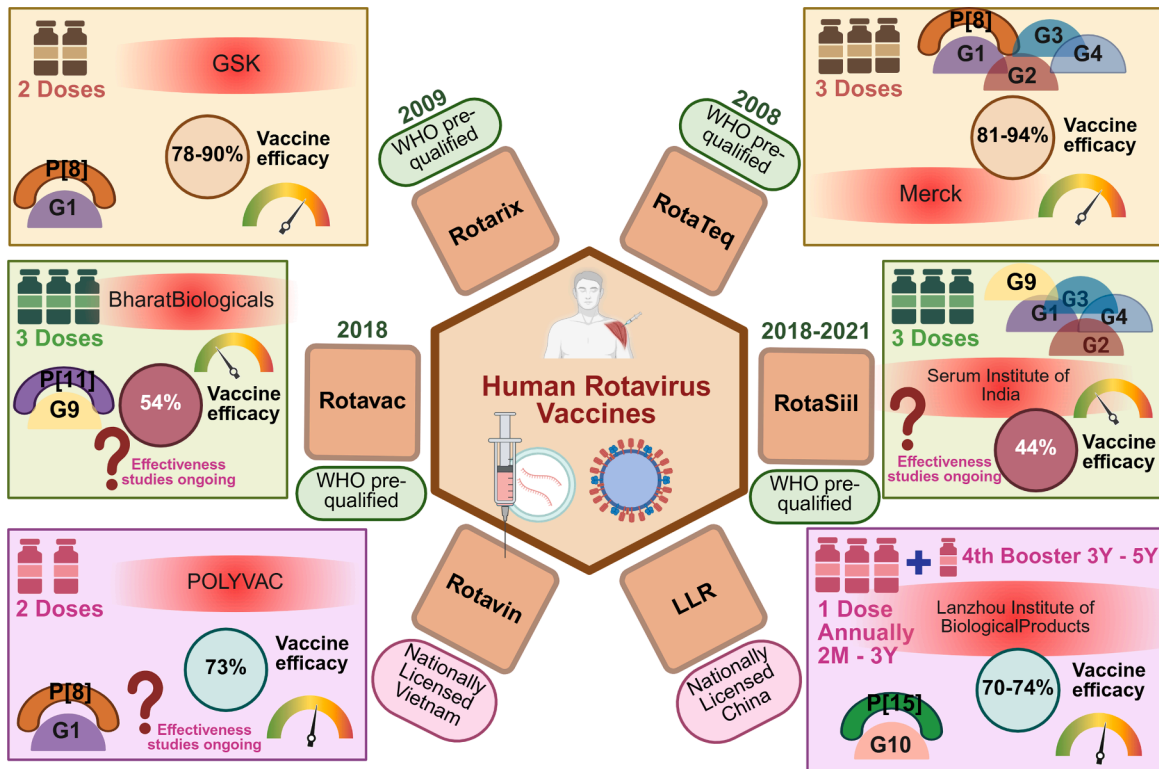 2 Doses
GSK
78-90%
Vaccine
efficacy
P[8]
G1
2009
WHO pre-
qualified
Rotarix
2008
WHO pre-
qualified
RotaTeq
3 Doses
P[8]
G1
G3
G4
G2
81-94%
Vaccine
efficacy
Merck
3 Doses
BharatBiologicals
P[11]
G9
54%
Vaccine
efficacy
?
Effectiveness
studies ongoing
2018
Rotavac
WHO pre-
qualified
Human Rotavirus
Vaccines
2018-2021
RotaSiil
WHO pre-
qualified
3 Doses
G9
G1
G3
G4
G2
Serum Institute of
India
?
Effectiveness
studies ongoing
44%
Vaccine
efficacy
2 Doses
POLYVAC
73%
Vaccine
efficacy
P[8]
G1
?
Effectiveness
studies ongoing
Rotavin
Nationally
Licensed
Vietnam
LLR
Nationally
Licensed
China
+
4th Booster 3Y - 5Y
1 Dose
Annually
2M - 3Y
Lanzhou Institute of
BiologicalProducts
70-74%
Vaccine
efficacy
P[15]
G10